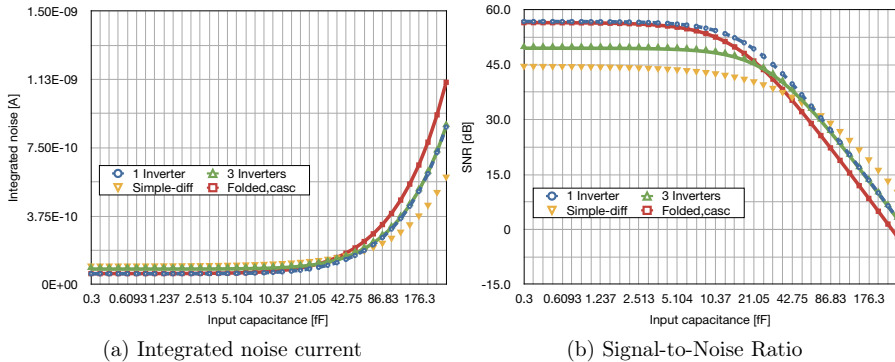 1.50E-09
1.13E-09
7.50E-10
3.75E-10
0E+00
Integrated noise [A]
1 Inverter
3 Inverters
Simple-diff
Folded,casc
0.3 0.6093 1.237 2.513 5.104 10.37 21.05 42.75 86.83 176.3
Input capacitance [fF]
(a) Integrated noise current
60.0
45.0
30.0
15.0
0
-15.0
SNR [dB]
1 Inverter
3 Inverters
Simple-diff
Folded,casc
0.3 0.6093 1.237 2.513 5.104 10.37 21.05 42.75 86.83 176.3
Input capacitance [fF]
(b) Signal-to-Noise Ratio